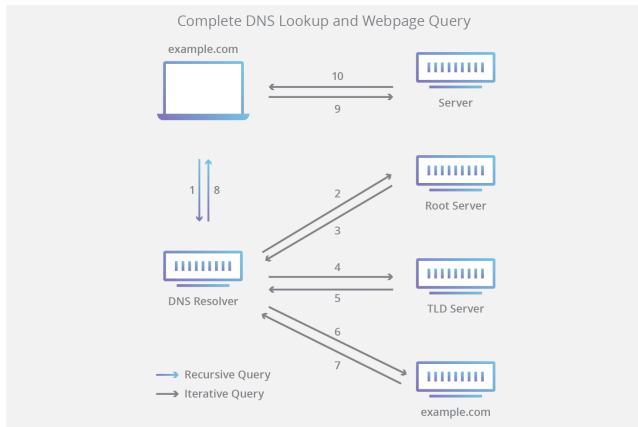 Complete DNS Lookup and Webpage Query
example.com
10
9
Server
1
8
2
3
Root Server
DNS Resolver
4
5
TLD Server
6
7
Recursive Query
Iterative Query
example.com